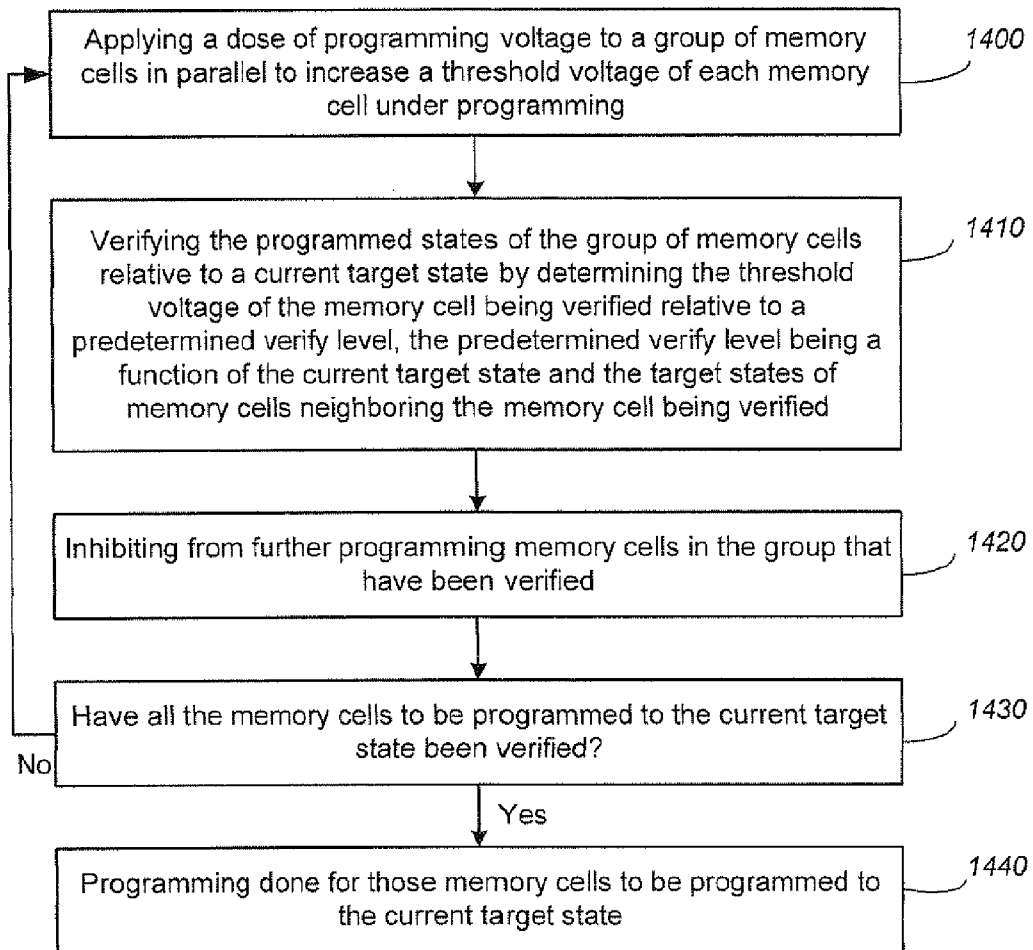 Applying a dose of programming voltage to a group of memory
cells in parallel to increase a threshold voltage of each memory
cell under programming
1400
Verifying the programmed states of the group of memory cells
relative to a current target state by determining the threshold
voltage of the memory cell being verified relative to a
predetermined verify level, the predetermined verify level being a
function of the current target state and the target states of
memory cells neighboring the memory cell being verified
1410
Inhibiting from further programming memory cells in the group that
have been verified
1420
Have all the memory cells to be programmed to the current target
state been verified?
1430
No
Yes
Programming done for those memory cells to be programmed to
the current target state
1440